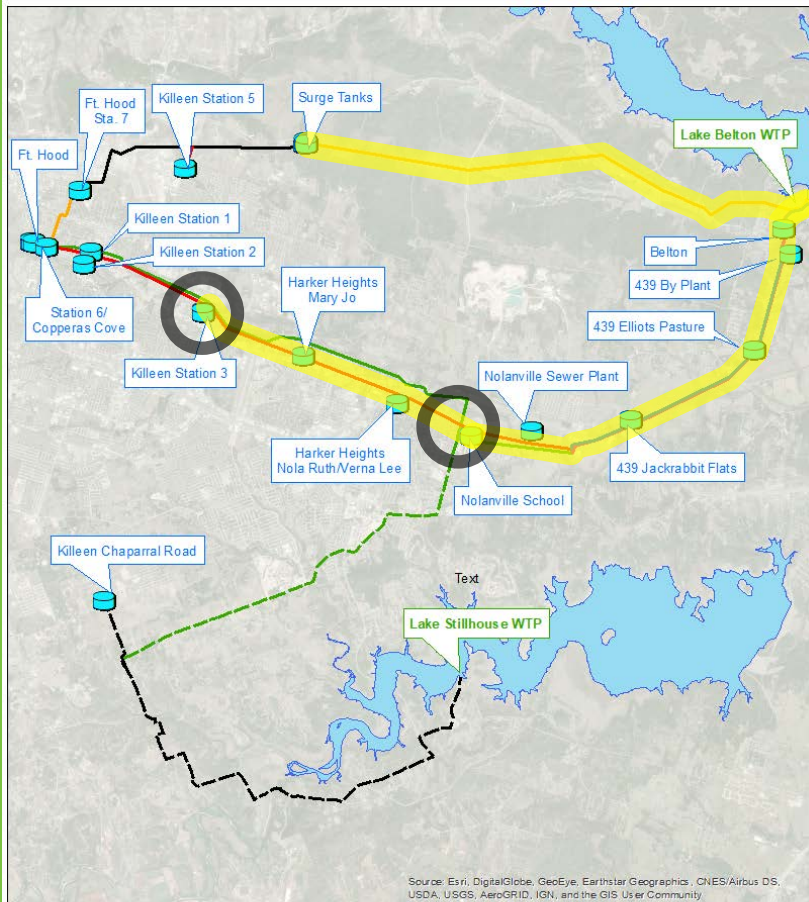 Killeen Station 5
Surge Tanks
Ft. Hood
Sta. 7
Lake Belton WTP
Ft. Hood
Killeen Station 1
Killeen Station 2
Belton
439 By Plant
Station 6/
Copperas Cove
Harker Heights
Mary Jo
439 Elliots Pasture
Killeen Station 3
Nolanville Sewer Plant
Harker Heights
Nola Ruth/Verna Lee
439 Jackrabbit Flats
Nolanville School
Killeen Chaparral Road
Text
Lake Stillhouse WTP
Source: Esri, DigitalGlobe, GeoEye, Earthstar Geographics, CNES/Airbus DS,
USDA, USGS, AeroGRID, IGN, and the GIS User Community